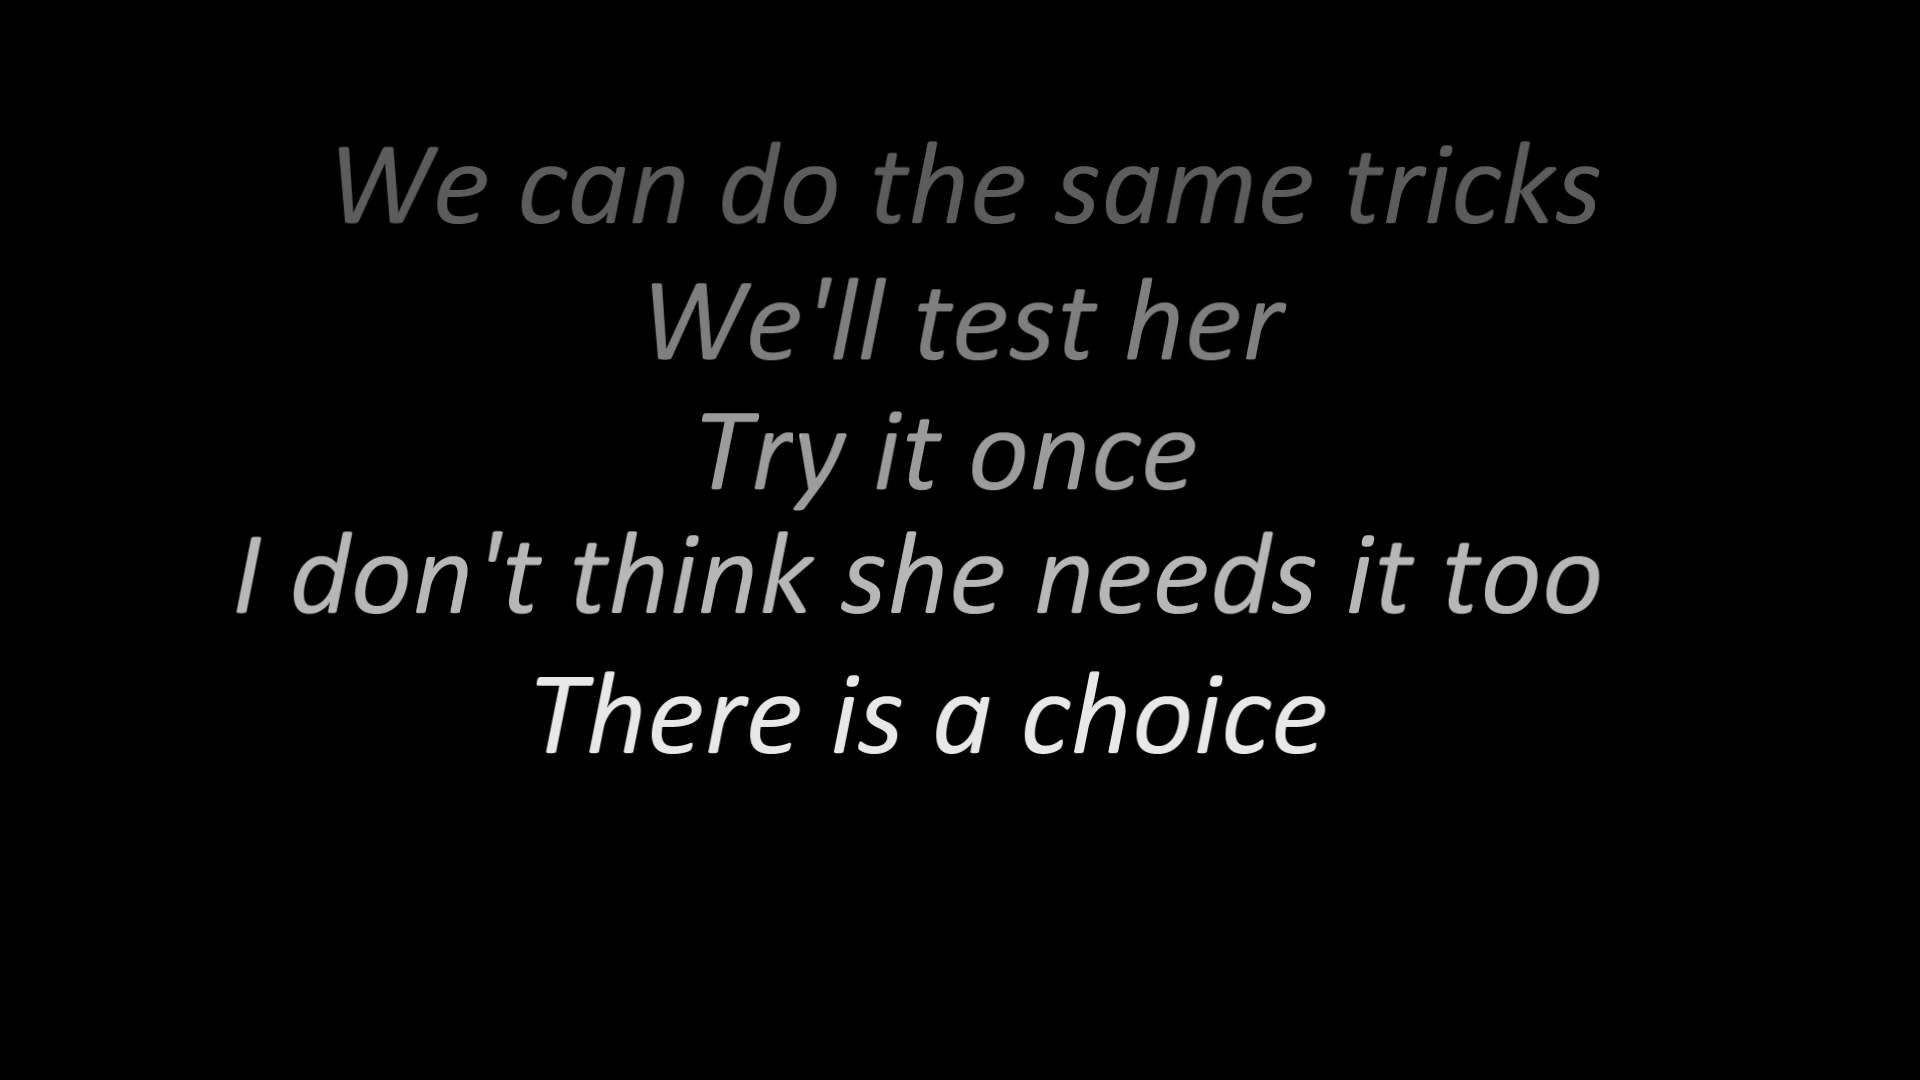 We can do the same tricks
We'll test her
Try it once
I don't think she needs it too
There is a choice